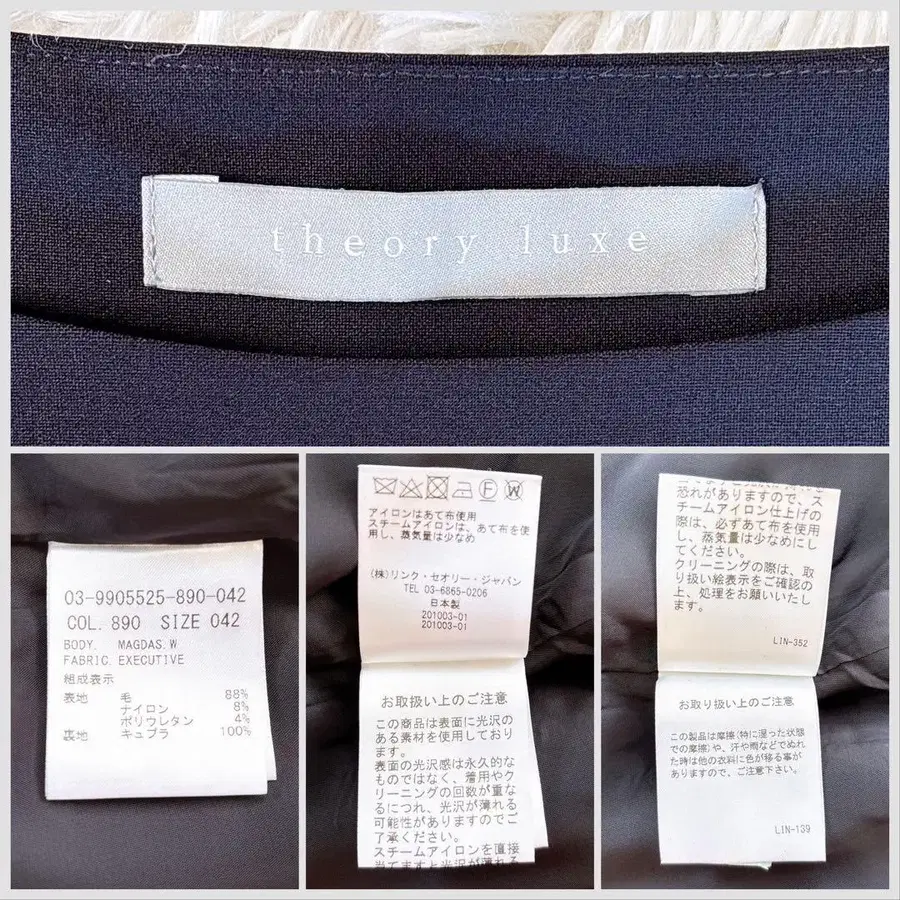 theory luxe
03-9905525-890-042
COL. 890 SIZE 042
BODY. MAGDAS.W
FABRIC. EXECUTIVE
組成表示
表地 毛 88%
ナイロン 8%
ポリウレタン 4%
裏地 キュプラ 100%
アイロンはあて布使用
スチームアイロンは、あて布を使
用し、蒸気量は少なめ
(株)リンク・セオリー・ジャパン
TEL 03-6865-0206
日本製
201003-01
201003-01
お取扱い上のご注意
この商品は表面に光沢の
ある素材を使用しており
ます。
表面の光沢感は永久的な
ものではなく、着用やク
リーニングの回数が重な
るにつれ、光沢が薄れる
可能性がありますのでご
了承ください。
スチームアイロンを直接
当てますと光沢が薄れる
恐れがありますので、ス
チームアイロン仕上げの
際は、必ずあて布を使用
し、蒸気量は少なめにし
てください。
クリーニングの際は、取
り扱い絵表示をご確認の
上、処理をお願いいたし
ます。
LIN-352
お取り扱い上のご注意
この製品は摩擦(特に湿った状態
での摩擦)や、汗や雨などでぬれ
た時は他の衣料に色が移る事が
ありますので、ご注意下さい。
LIN-139